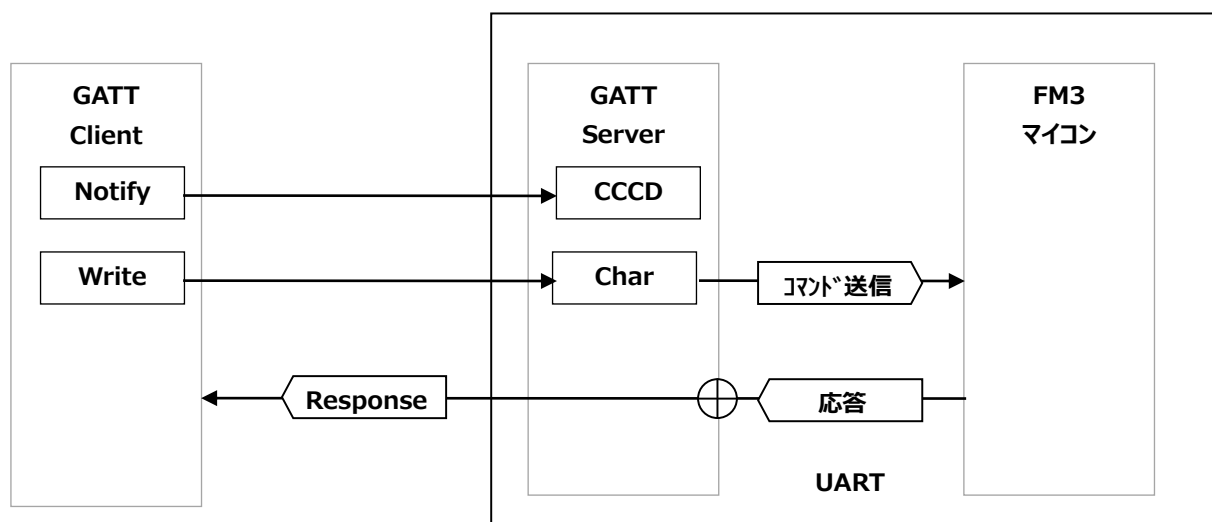 GATT
Client
GATT
Server
FM3
マイコン
Notify
CCCD
Write
Char
ｺﾏﾝﾄﾞ送信
Response
応答
UART